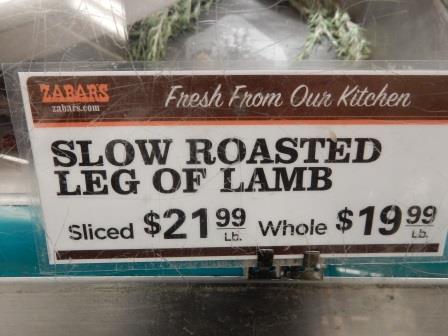 ZABAR'S
zabars.com
Fresh From Our Kitchen
SLOW ROASTED
LEG OF LAMB
Sliced $21 99 Lb. Whole $19 99 Lb.